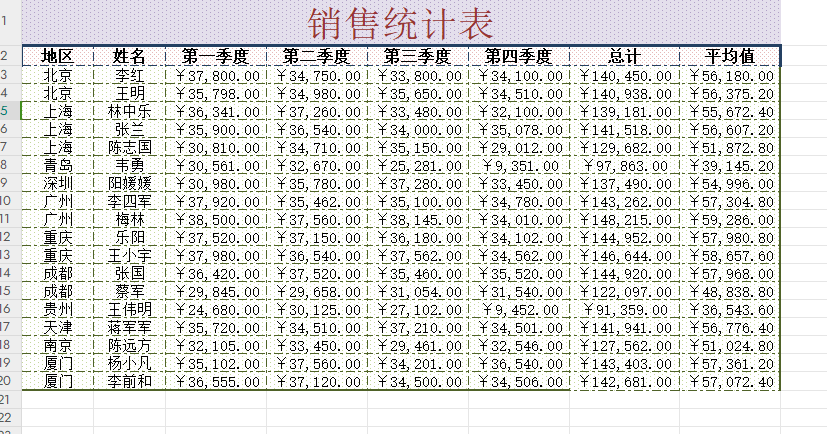 1 销售统计表
2 地区 姓名 第一季度 第二季度 第三季度 第四季度 总计 平均值
3 北京 李红 ￥37,800.00 ￥34,750.00 ￥33,800.00 ￥34,100.00 ￥140,450.00 ￥56,180.00
4 北京 王明 ￥35,798.00 ￥34,980.00 ￥35,650.00 ￥34,510.00 ￥140,938.00 ￥56,375.20
5 上海 林中乐 ￥36,341.00 ￥37,260.00 ￥33,480.00 ￥32,100.00 ￥139,181.00 ￥55,672.40
6 上海 张兰 ￥35,900.00 ￥36,540.00 ￥34,000.00 ￥35,078.00 ￥141,518.00 ￥56,607.20
7 上海 陈志国 ￥30,810.00 ￥34,710.00 ￥35,150.00 ￥29,012.00 ￥129,682.00 ￥51,872.80
8 青岛 韦勇 ￥30,561.00 ￥32,670.00 ￥25,281.00 ￥9,351.00 ￥97,863.00 ￥39,145.20
9 深圳 阳媛媛 ￥30,980.00 ￥35,780.00 ￥37,280.00 ￥33,450.00 ￥137,490.00 ￥54,996.00
10 广州 李四军 ￥37,920.00 ￥35,462.00 ￥35,100.00 ￥34,780.00 ￥143,262.00 ￥57,304.80
11 广州 梅林 ￥38,500.00 ￥37,560.00 ￥38,145.00 ￥34,010.00 ￥148,215.00 ￥59,286.00
12 重庆 乐阳 ￥37,520.00 ￥37,150.00 ￥36,180.00 ￥34,102.00 ￥144,952.00 ￥57,980.80
13 重庆 王小宇 ￥37,980.00 ￥36,540.00 ￥37,562.00 ￥34,562.00 ￥146,644.00 ￥58,657.60
14 成都 张国 ￥36,420.00 ￥37,520.00 ￥35,460.00 ￥35,520.00 ￥144,920.00 ￥57,968.00
15 成都 蔡军 ￥29,845.00 ￥29,658.00 ￥31,054.00 ￥31,540.00 ￥122,097.00 ￥48,838.80
16 贵州 王伟明 ￥24,680.00 ￥30,125.00 ￥27,102.00 ￥9,452.00 ￥91,359.00 ￥36,543.60
17 天津 蒋军军 ￥35,720.00 ￥34,510.00 ￥37,210.00 ￥34,501.00 ￥141,941.00 ￥56,776.40
18 南京 陈远方 ￥32,105.00 ￥33,450.00 ￥29,461.00 ￥32,546.00 ￥127,562.00 ￥51,024.80
19 厦门 杨小凡 ￥35,102.00 ￥37,560.00 ￥34,201.00 ￥36,540.00 ￥143,403.00 ￥57,361.20
20 厦门 李前和 ￥36,555.00 ￥37,120.00 ￥34,500.00 ￥34,506.00 ￥142,681.00 ￥57,072.40
21
22